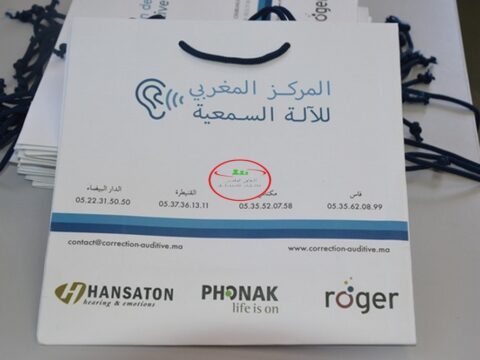 المركز المغربي
للآلة السمعية
فاس
مكناس
القنيطرة
الدار البيضاء
05.35.62.08.99
05.35.52.07.58
05.37.36.13.11
05.22.31.50.50
contact@correction-auditive.ma
www.correction-auditive.ma
HANSATON
hearing & emotions
PHONAK
life is on
roger